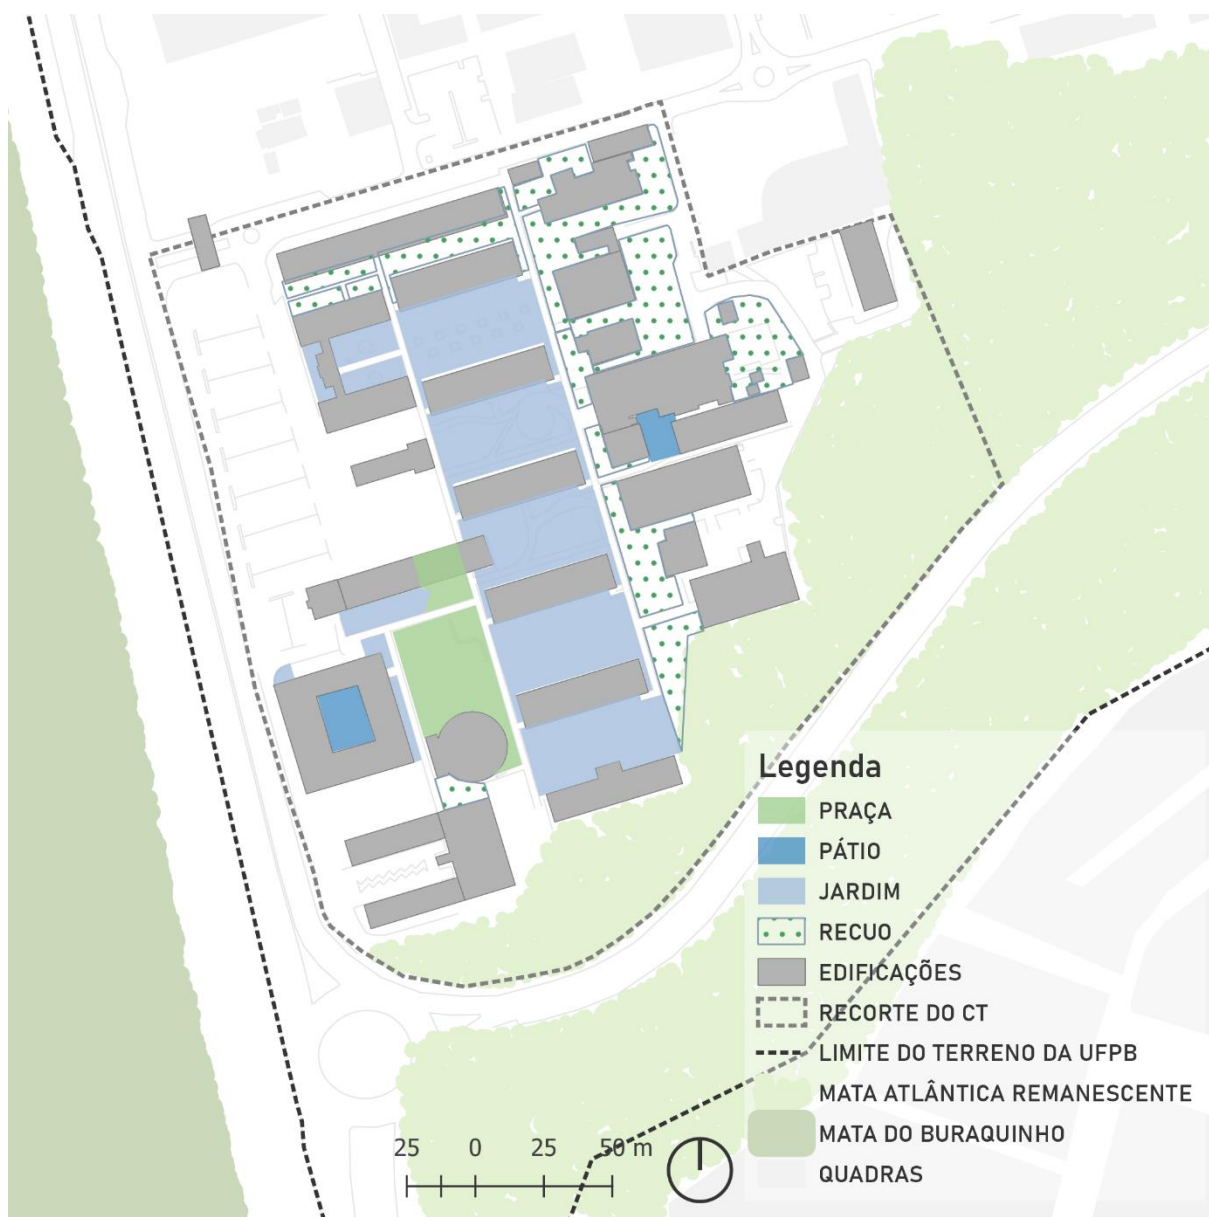 Legenda
PRAÇA
PÁTIO
JARDIM
RECUO
EDIFICAÇÕES
RECORTE DO CT
LIMITE DO TERRENO DA UFPB
MATA ATLÂNTICA REMANESCENTE
MATA DO BURAQUINHO
QUADRAS
25 0 25 50 m